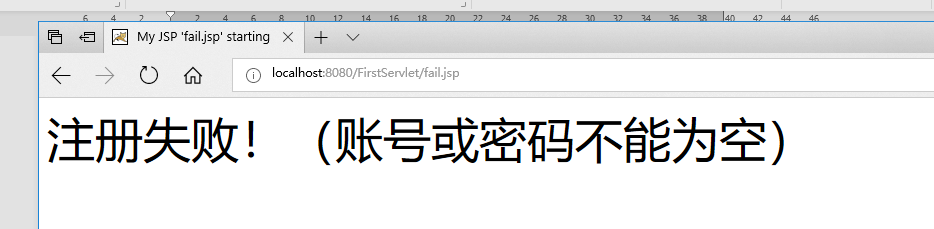 6 4 2 2 4 6 8 10 12 14 16 18 20 22 24 26 28 30 32 34 36 38 40 42 44 46
My JSP 'fail.jsp' starting
localhost:8080/FirstServlet/fail.jsp
注册失败！（账号或密码不能为空）